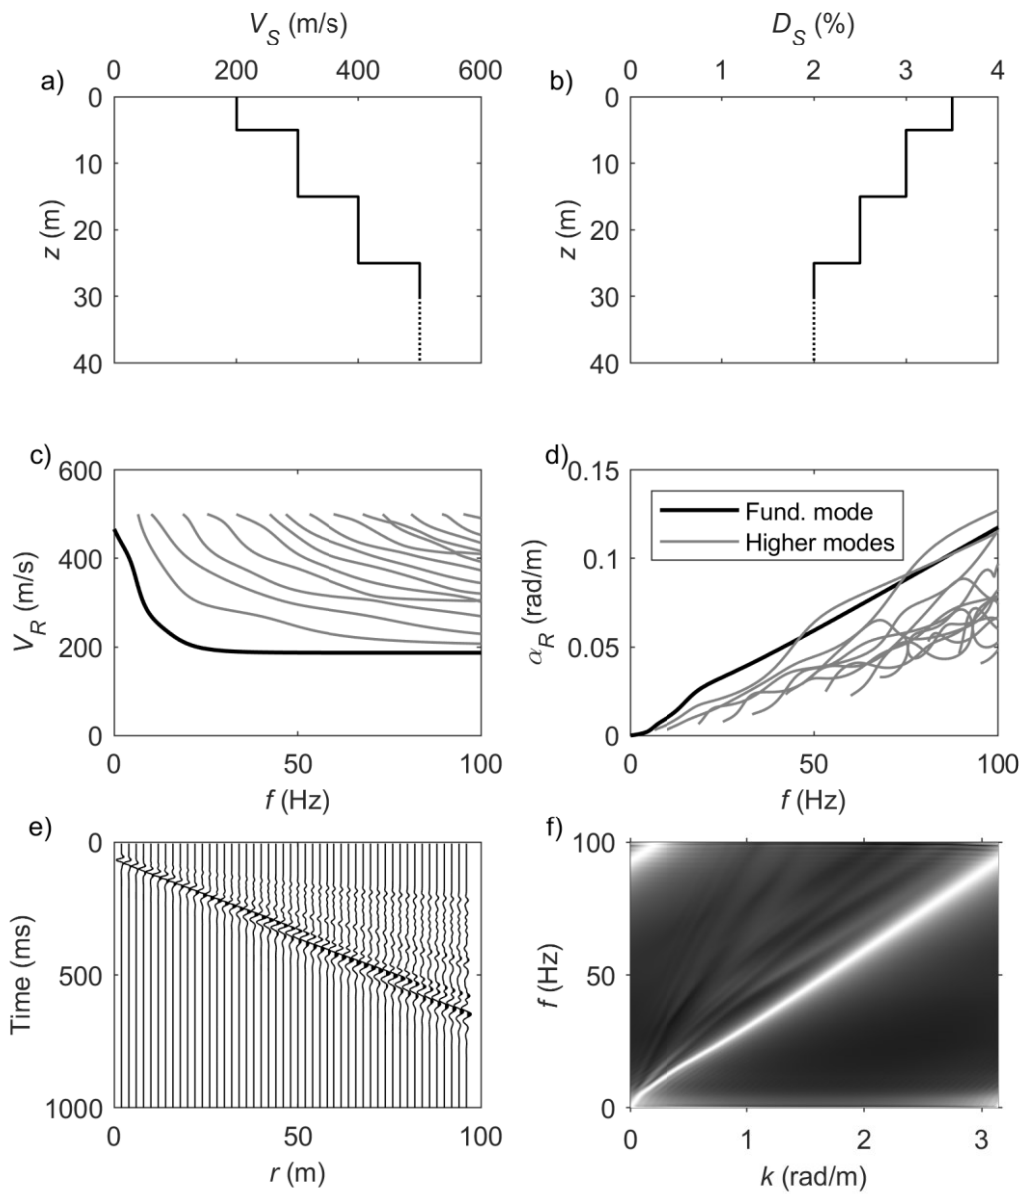 V_S (m/s)
D_S (%)
a)
0 200 400 600
b)
0 1 2 3 4
0
10
20
30
40
z (m)
0
10
20
30
40
z (m)
c)
600
400
200
0
V_R (m/s)
0 50 100
f (Hz)
d)
0.15
0.1
0.05
0
α_R (rad/m)
Fund. mode
Higher modes
0 50 100
f (Hz)
e)
0
500
1000
Time (ms)
0 50 100
r (m)
f)
100
50
0
f (Hz)
0 1 2 3
k (rad/m)